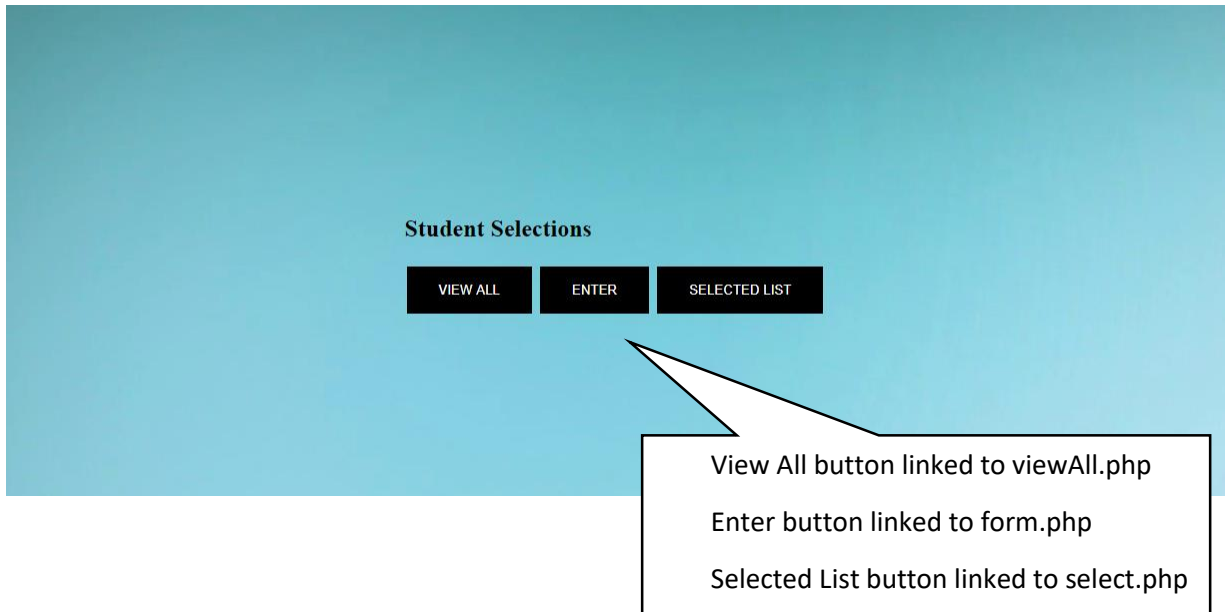 Student Selections
VIEW ALL ENTER SELECTED LIST
View All button linked to viewAll.php
Enter button linked to form.php
Selected List button linked to select.php